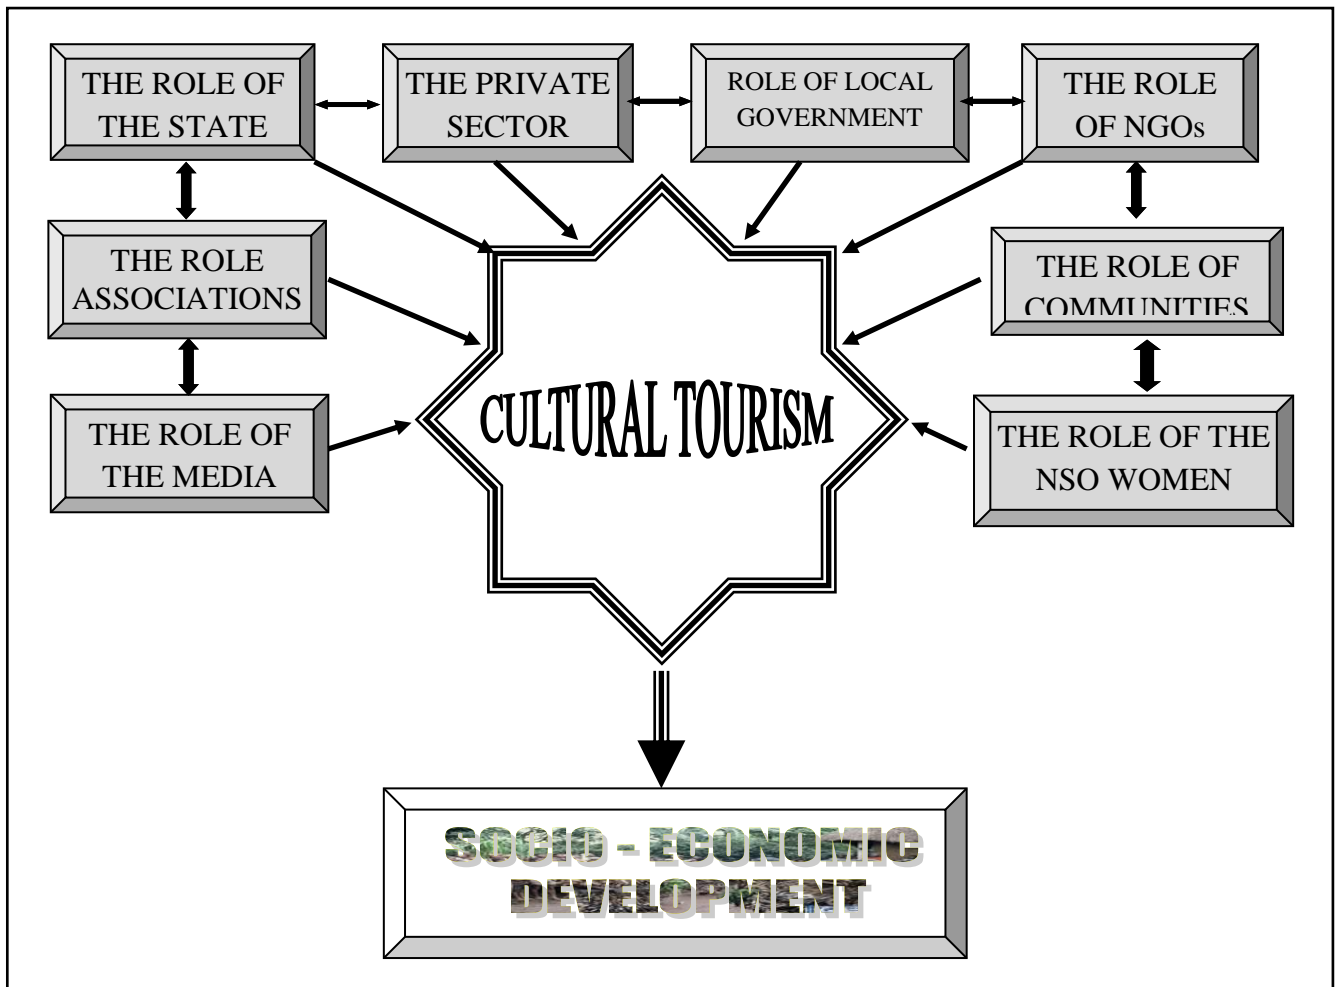 THE ROLE OF
THE STATE
THE PRIVATE
SECTOR
ROLE OF LOCAL
GOVERNMENT
THE ROLE
OF NGOs
THE ROLE
ASSOCIATIONS
THE ROLE OF
COMMUNITIES
CULTURAL TOURISM
THE ROLE OF
THE MEDIA
THE ROLE OF THE
NSO WOMEN
SOCIO - ECONOMIC
DEVELOPMENT